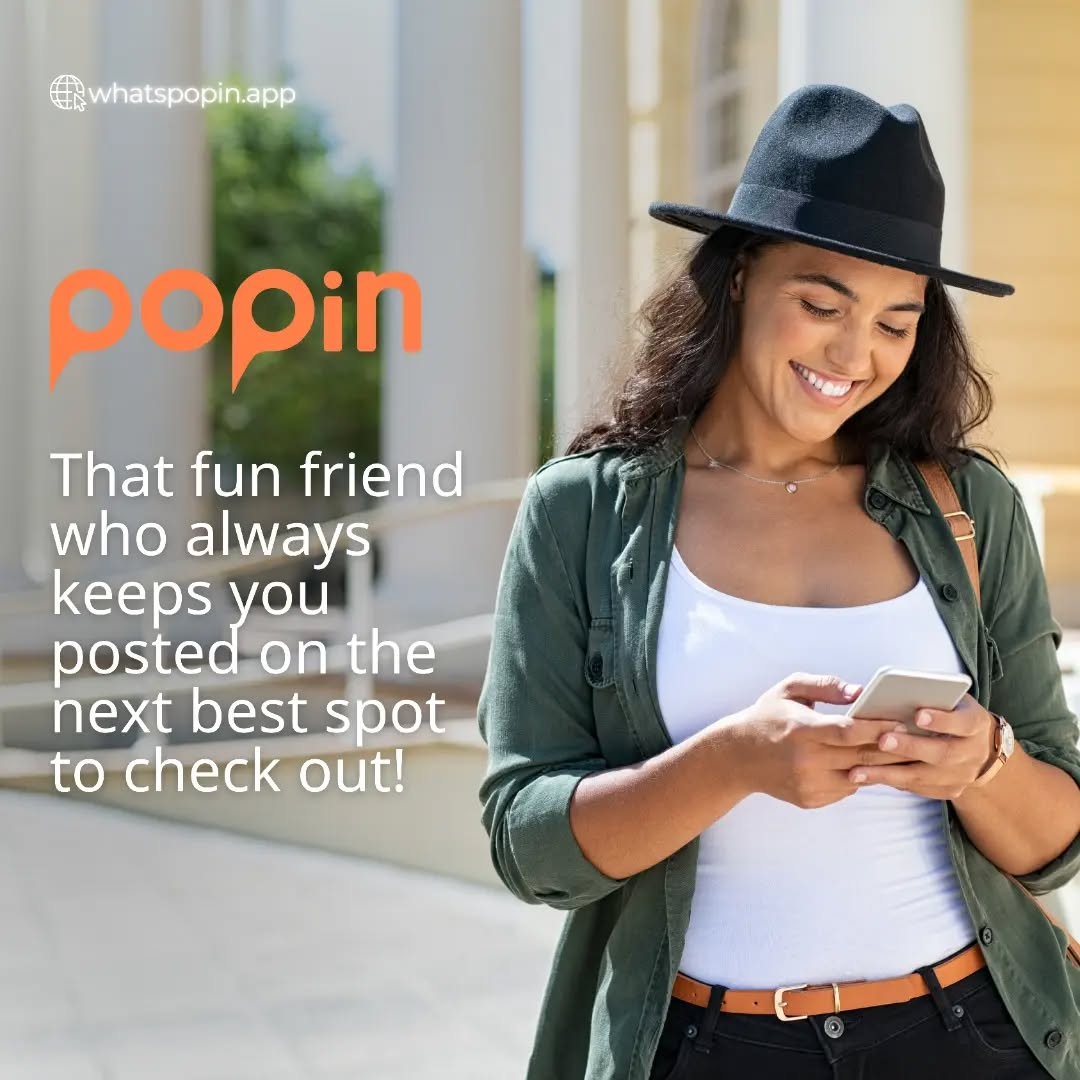 whatspopin.app
popin
That fun friend
who always
keeps you
posted on the
next best spot
to check out!